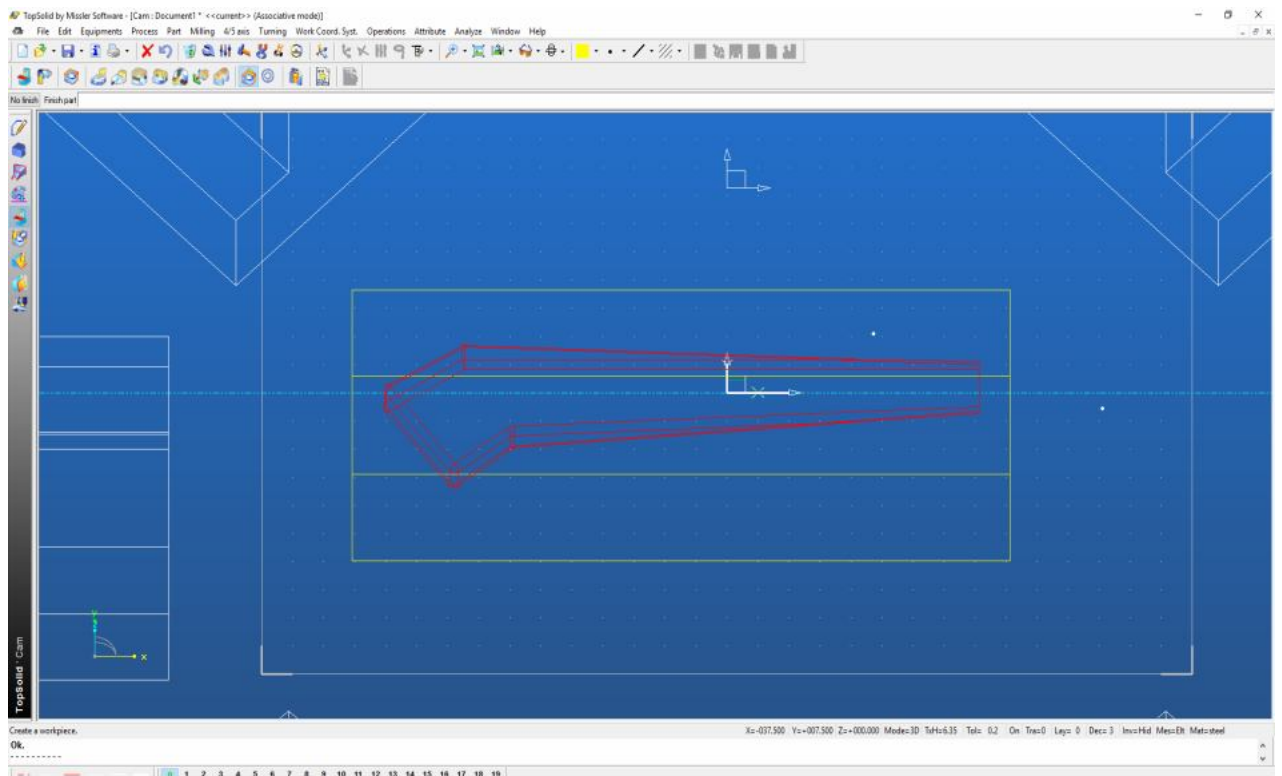 TopSolid by Missler Software - [Cam : Document1 * <<current>> (Associative mode)]
File Edit Equipments Process Part Milling 4/5 axis Turning Work Coord. Syst. Operations Attribute Analyze Window Help
No finish Finish part
Y
X
Y
x
TopSolid'Cam
Create a workpiece.
X=-037.500 Y=+007.500 Z=+000.000 Mode=3D TsH=6.35 Tol= 0.2 On Tra=0 Lay= 0 Dec= 3 Inv=Hid Mes=Elt Mat=steel
Ok.
----------
0 1 2 3 4 5 6 7 8 9 10 11 12 13 14 15 16 17 18 19